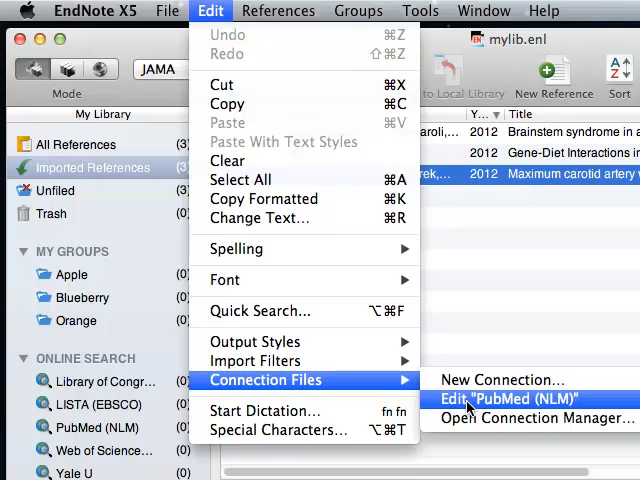 EndNote X5 File Edit References Groups Tools Window Help
mylib.enl
JAMA
Mode
to Local Library New Reference Sort
My Library
Y... Title
All References (3)
Imported References (3)
Unfiled (3)
Trash (0)
MY GROUPS
Apple (0)
Blueberry (0)
Orange (0)
ONLINE SEARCH
Library of Congr... (0)
LISTA (EBSCO) (0)
PubMed (NLM) (0)
Web of Science... (0)
Yale U (0)
Undo ⌘Z
Redo ⇧⌘Z
Cut ⌘X
Copy ⌘C
Paste ⌘V
Paste With Text Styles
Clear
Select All ⌘A
Copy Formatted ⌘K
Change Text... ⌘R
Spelling
Font
Quick Search... ⌥⌘F
Output Styles
Import Filters
Connection Files
Start Dictation... fn fn
Special Characters... ⌥⌘T
2012 Brainstem syndrome in a
2012 Gene-Diet Interactions in
2012 Maximum carotid artery
New Connection...
Edit "PubMed (NLM)"
Open Connection Manager...